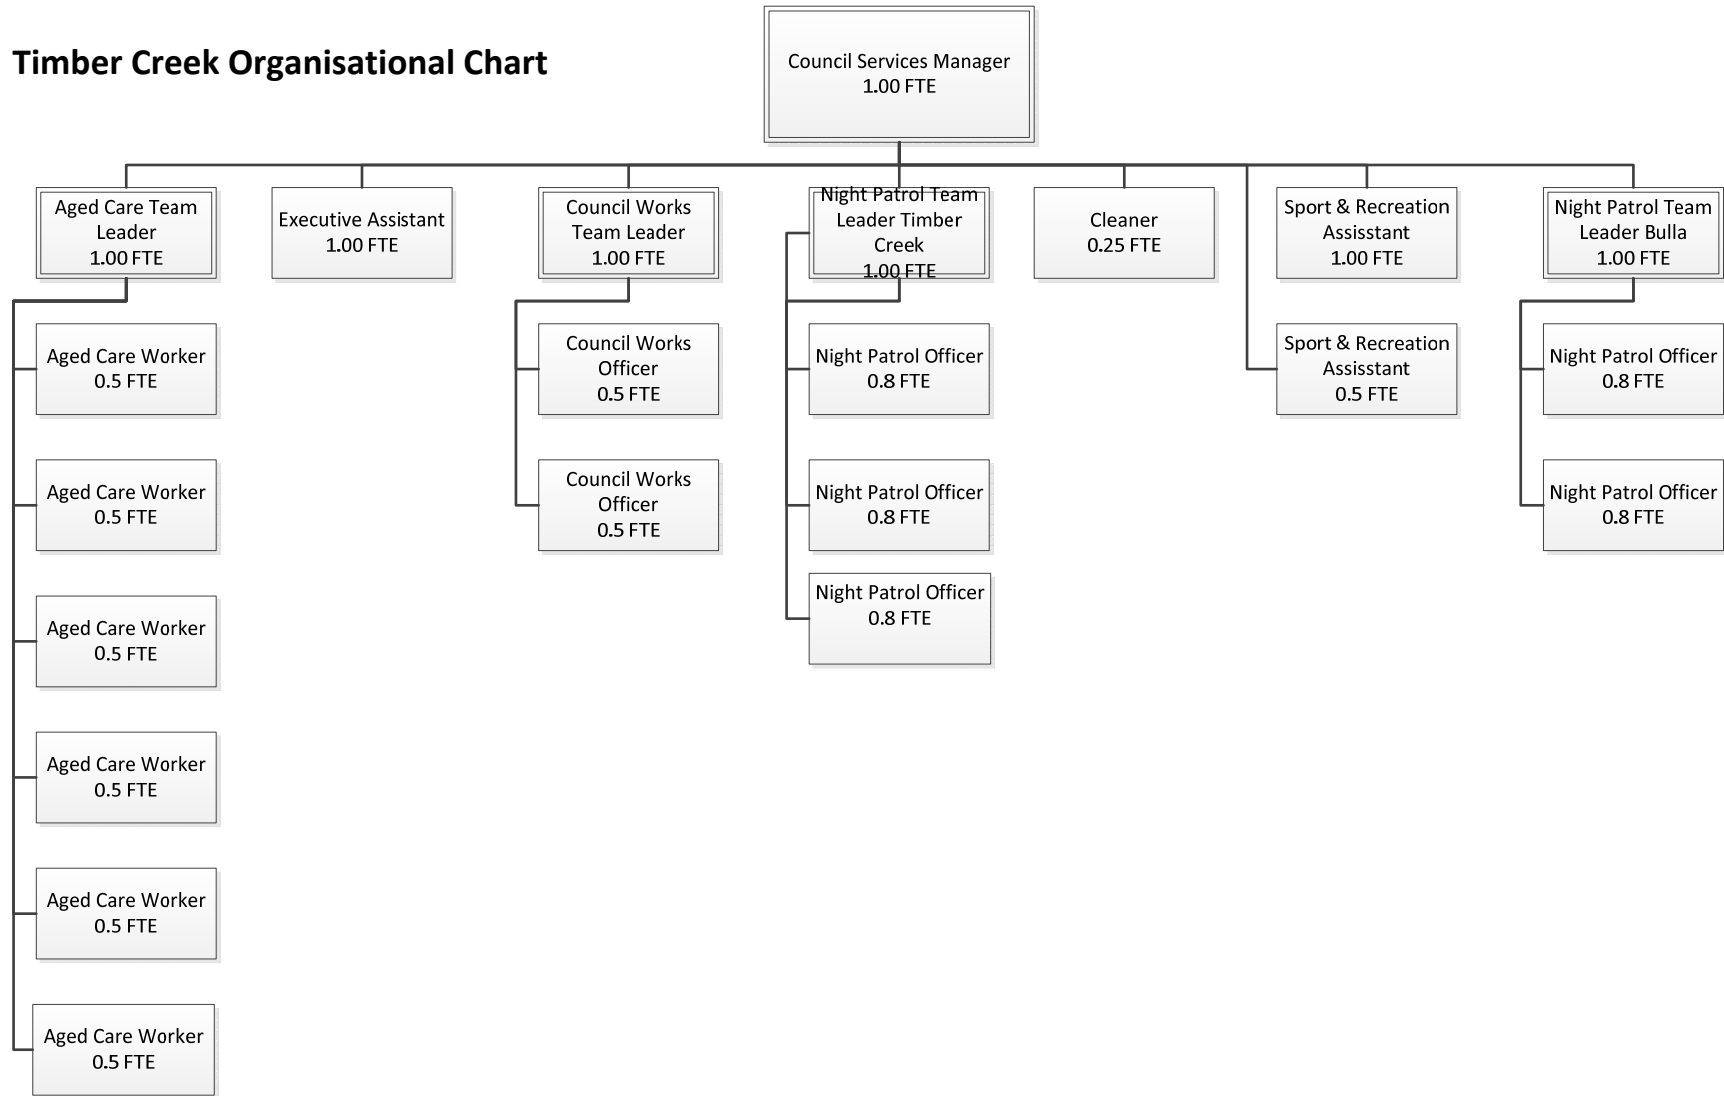 Timber Creek Organisational Chart
Council Services Manager
1.00 FTE
Aged Care Team
Leader
1.00 FTE
Executive Assistant
1.00 FTE
Council Works
Team Leader
1.00 FTE
Night Patrol Team
Leader Timber
Creek
1.00 FTE
Cleaner
0.25 FTE
Sport & Recreation
Assisstant
1.00 FTE
Night Patrol Team
Leader Bulla
1.00 FTE
Aged Care Worker
0.5 FTE
Council Works
Officer
0.5 FTE
Night Patrol Officer
0.8 FTE
Sport & Recreation
Assisstant
0.5 FTE
Night Patrol Officer
0.8 FTE
Aged Care Worker
0.5 FTE
Council Works
Officer
0.5 FTE
Night Patrol Officer
0.8 FTE
Night Patrol Officer
0.8 FTE
Aged Care Worker
0.5 FTE
Night Patrol Officer
0.8 FTE
Aged Care Worker
0.5 FTE
Aged Care Worker
0.5 FTE
Aged Care Worker
0.5 FTE